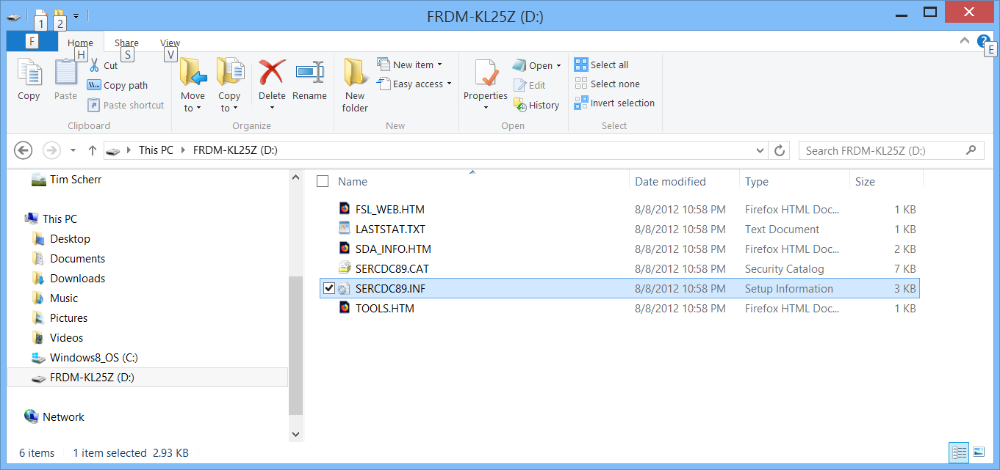 FRDM-KL25Z (D:)
1 2
F Home Share View
H S V E
Copy Paste Cut
Copy path
Paste shortcut
Clipboard
Move to Copy to Delete Rename
Organize
New folder New item
Easy access
New
Properties Open
Edit
History
Open
Select all
Select none
Invert selection
Select
This PC FRDM-KL25Z (D:) Search FRDM-KL25Z (D:)
Tim Scherr
This PC
Desktop
Documents
Downloads
Music
Pictures
Videos
Windows8_OS (C:)
FRDM-KL25Z (D:)
Network
Name Date modified Type Size
FSL_WEB.HTM 8/8/2012 10:58 PM Firefox HTML Doc... 1 KB
LASTSTAT.TXT 8/8/2012 10:58 PM Text Document 1 KB
SDA_INFO.HTM 8/8/2012 10:58 PM Firefox HTML Doc... 2 KB
SERCDC89.CAT 8/8/2012 10:58 PM Security Catalog 7 KB
SERCDC89.INF 8/8/2012 10:58 PM Setup Information 3 KB
TOOLS.HTM 8/8/2012 10:58 PM Firefox HTML Doc... 1 KB
6 items 1 item selected 2.93 KB